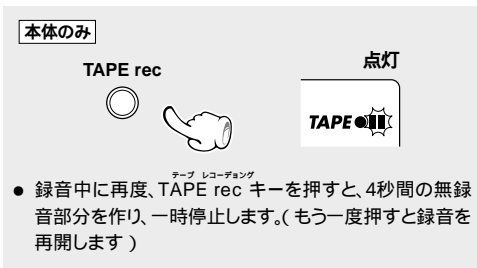 本体のみ
TAPE rec
点灯
TAPE ●II
テープ レコーディング
● 録音中に再度、TAPE rec キーを押すと、4秒間の無録
音部分を作り、一時停止します。( もう一度押すと録音を
再開します )